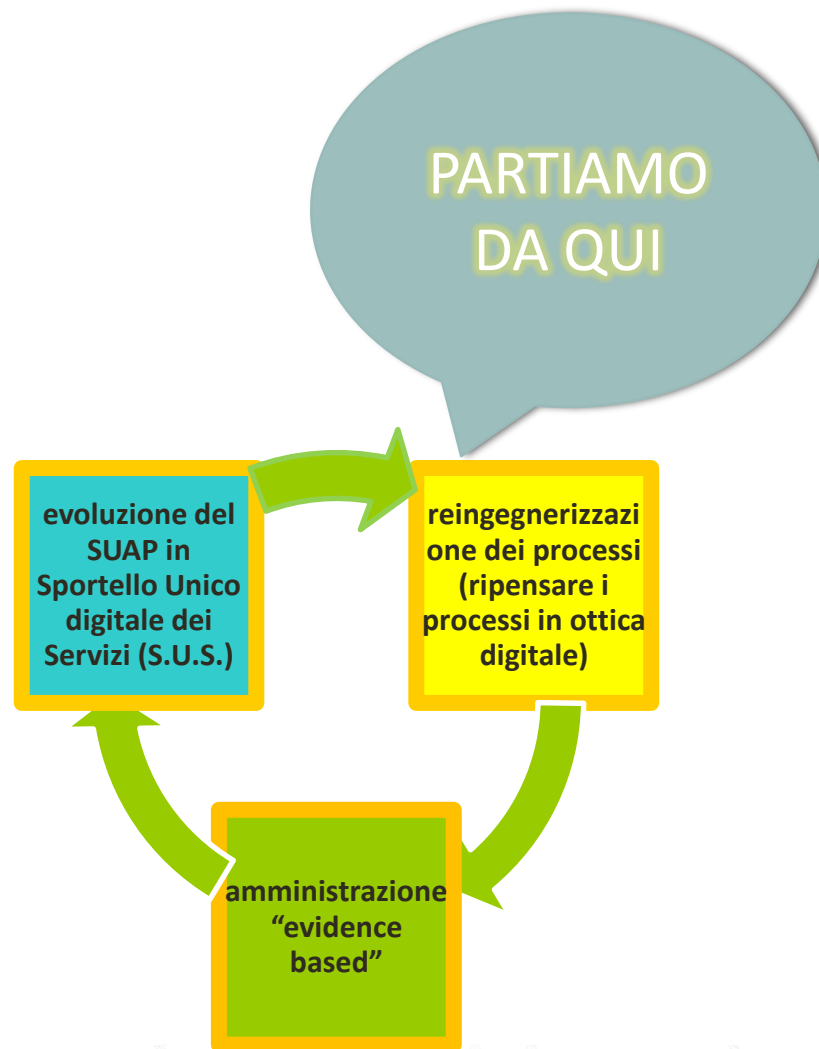 PARTIAMO
DA QUI
evoluzione del
SUAP in
Sportello Unico
digitale dei
Servizi (S.U.S.)
reingegnerizzazi
one dei processi
(ripensare i
processi in ottica
digitale)
amministrazione
“evidence
based”